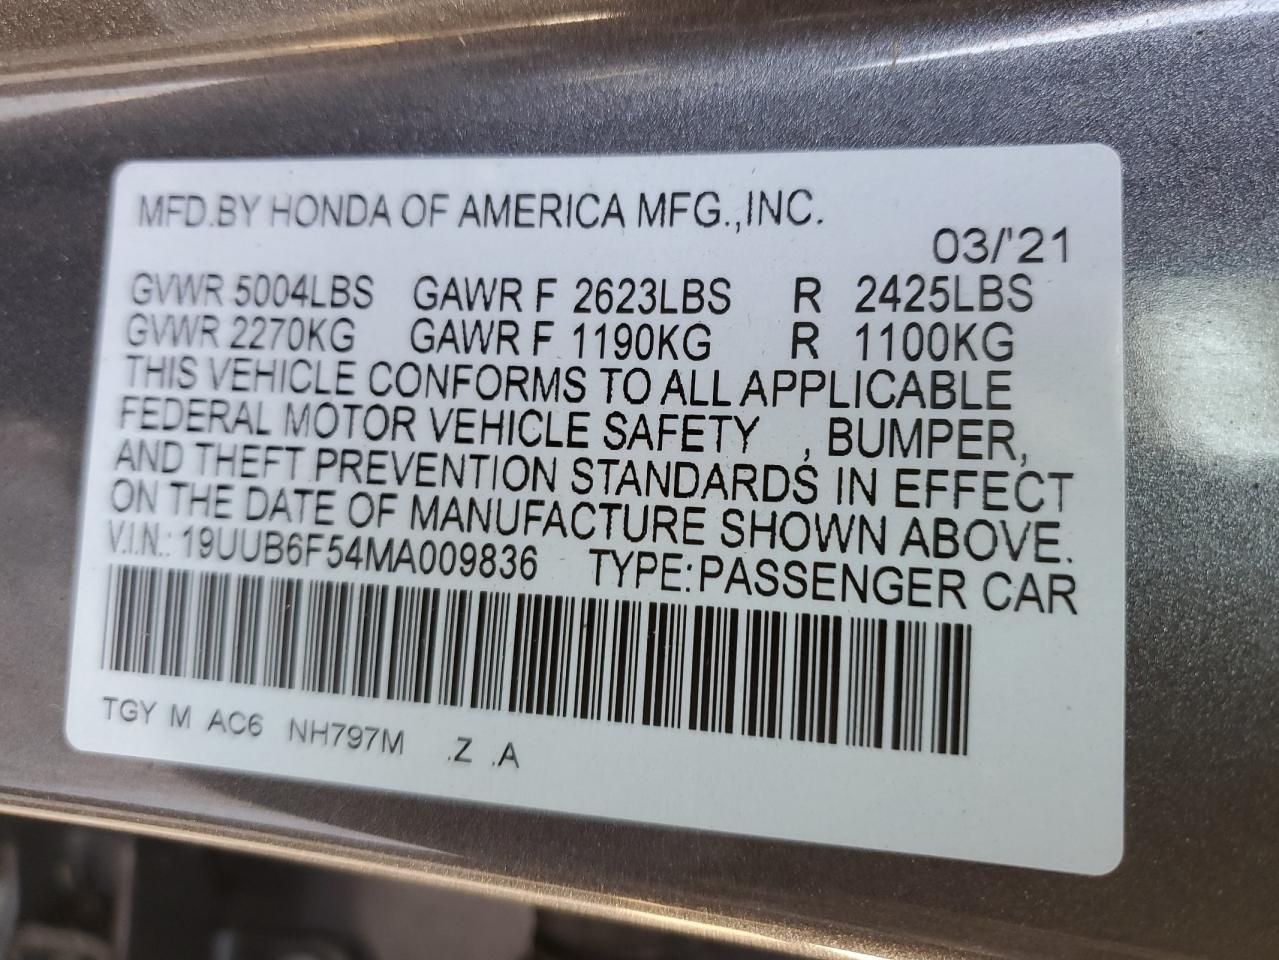 MFD.BY HONDA OF AMERICA MFG.,INC.
03/'21
GVWR 5004LBS GAWR F 2623LBS R 2425LBS
GVWR 2270KG GAWR F 1190KG R 1100KG
THIS VEHICLE CONFORMS TO ALL APPLICABLE
FEDERAL MOTOR VEHICLE SAFETY , BUMPER,
AND THEFT PREVENTION STANDARDS IN EFFECT
ON THE DATE OF MANUFACTURE SHOWN ABOVE.
V.I.N.: 19UUB6F54MA009836 TYPE:PASSENGER CAR
TGY M AC6 NH797M .Z .A